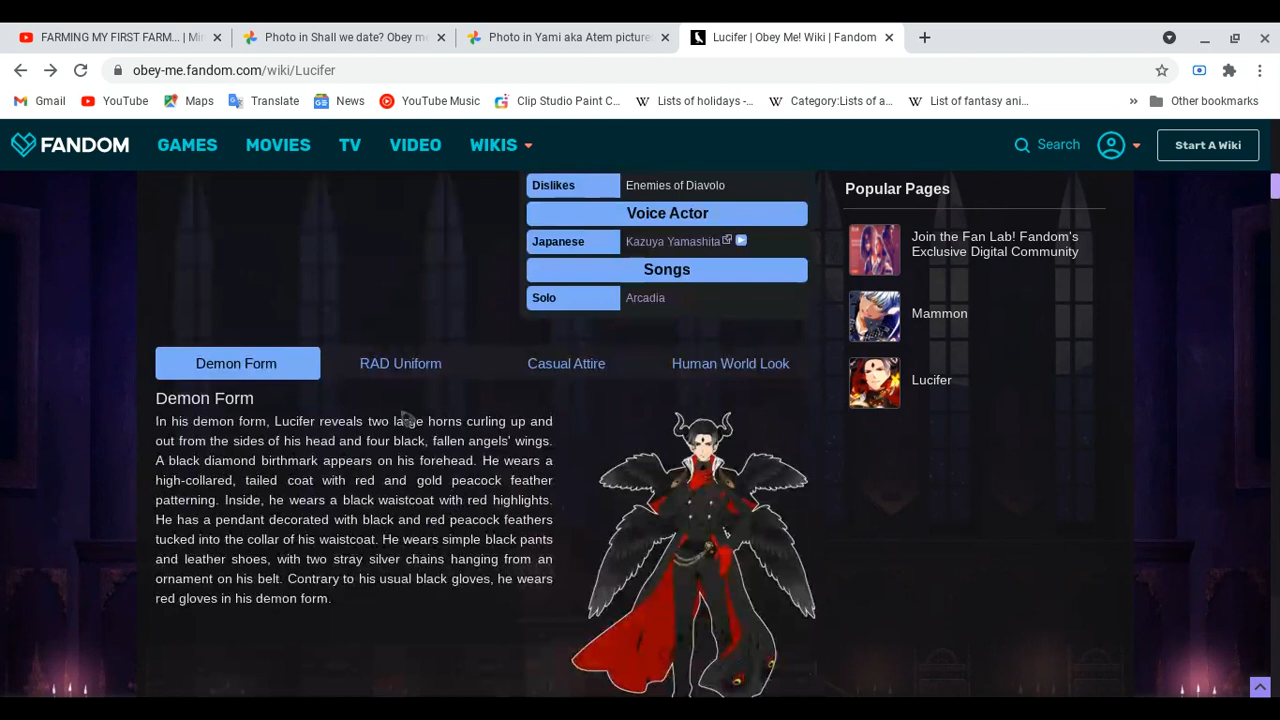 FARMING MY FIRST FARM... | Min
Photo in Shall we date? Obey me
Photo in Yami aka Atem pictures
Lucifer | Obey Me! Wiki | Fandom
obey-me.fandom.com/wiki/Lucifer
Gmail
YouTube
Maps
Translate
News
YouTube Music
Clip Studio Paint C...
Lists of holidays -...
Category:Lists of a...
List of fantasy ani...
»
Other bookmarks
FANDOM
GAMES
MOVIES
TV
VIDEO
WIKIS
Search
Start A Wiki
Dislikes Enemies of Diavolo
Voice Actor
Japanese Kazuya Yamashita
Songs
Solo Arcadia
Popular Pages
Join the Fan Lab! Fandom's
Exclusive Digital Community
Mammon
Lucifer
Demon Form
RAD Uniform
Casual Attire
Human World Look
Demon Form
In his demon form, Lucifer reveals two large horns curling up and
out from the sides of his head and four black, fallen angels' wings.
A black diamond birthmark appears on his forehead. He wears a
high-collared, tailed coat with red and gold peacock feather
patterning. Inside, he wears a black waistcoat with red highlights.
He has a pendant decorated with black and red peacock feathers
tucked into the collar of his waistcoat. He wears simple black pants
and leather shoes, with two stray silver chains hanging from an
ornament on his belt. Contrary to his usual black gloves, he wears
red gloves in his demon form.